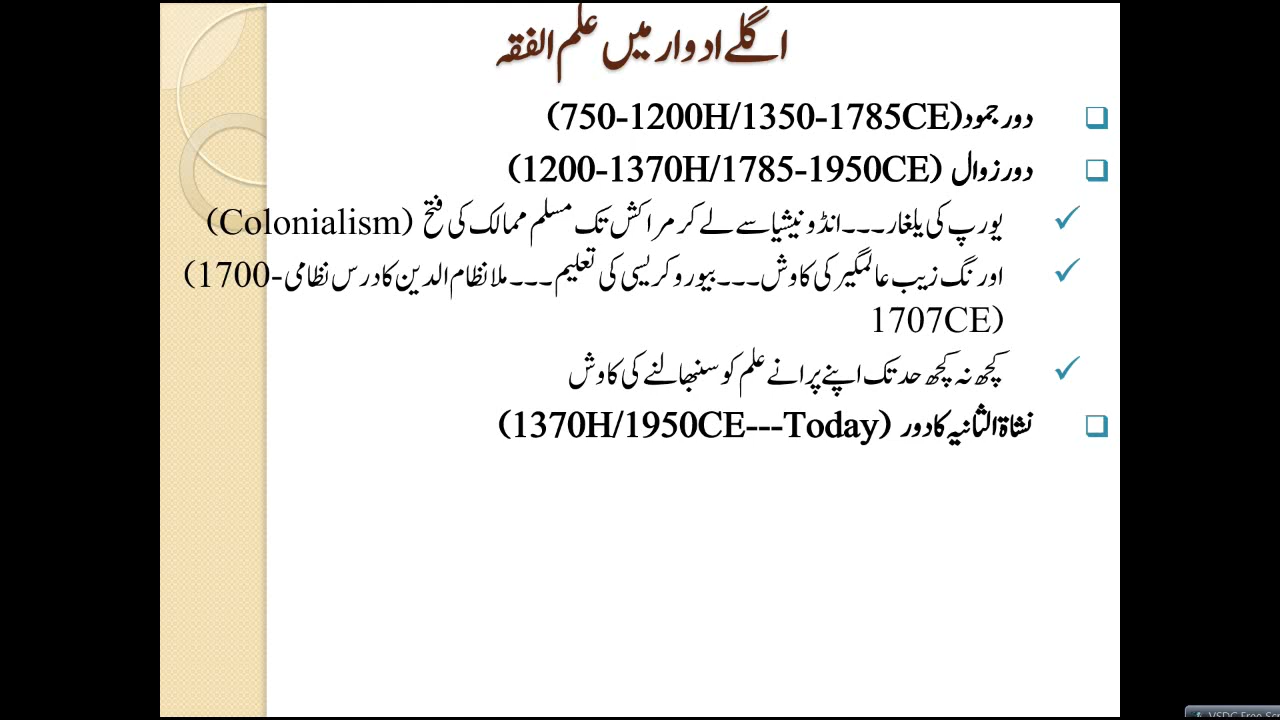 اگلے ادوار میں علم الفقہ
دور جمود(750-1200H/1350-1785CE)
دور زوال (1200-1370H/1785-1950CE)
یورپ کی یلغار۔۔۔انڈونیشیا سے لے کر مراکش تک مسلم ممالک کی فتح (Colonialism)
اورنگ زیب عالمگیر کی کاوش۔۔۔بیوروکریسی کی تعلیم۔۔۔ملا نظام الدین کا درس نظامی (1700-
1707CE)
کچھ نہ کچھ حد تک اپنے پرانے علم کو سنبھالنے کی کاوش
نشاۃ الثانیہ کا دور (1370H/1950CE---Today)